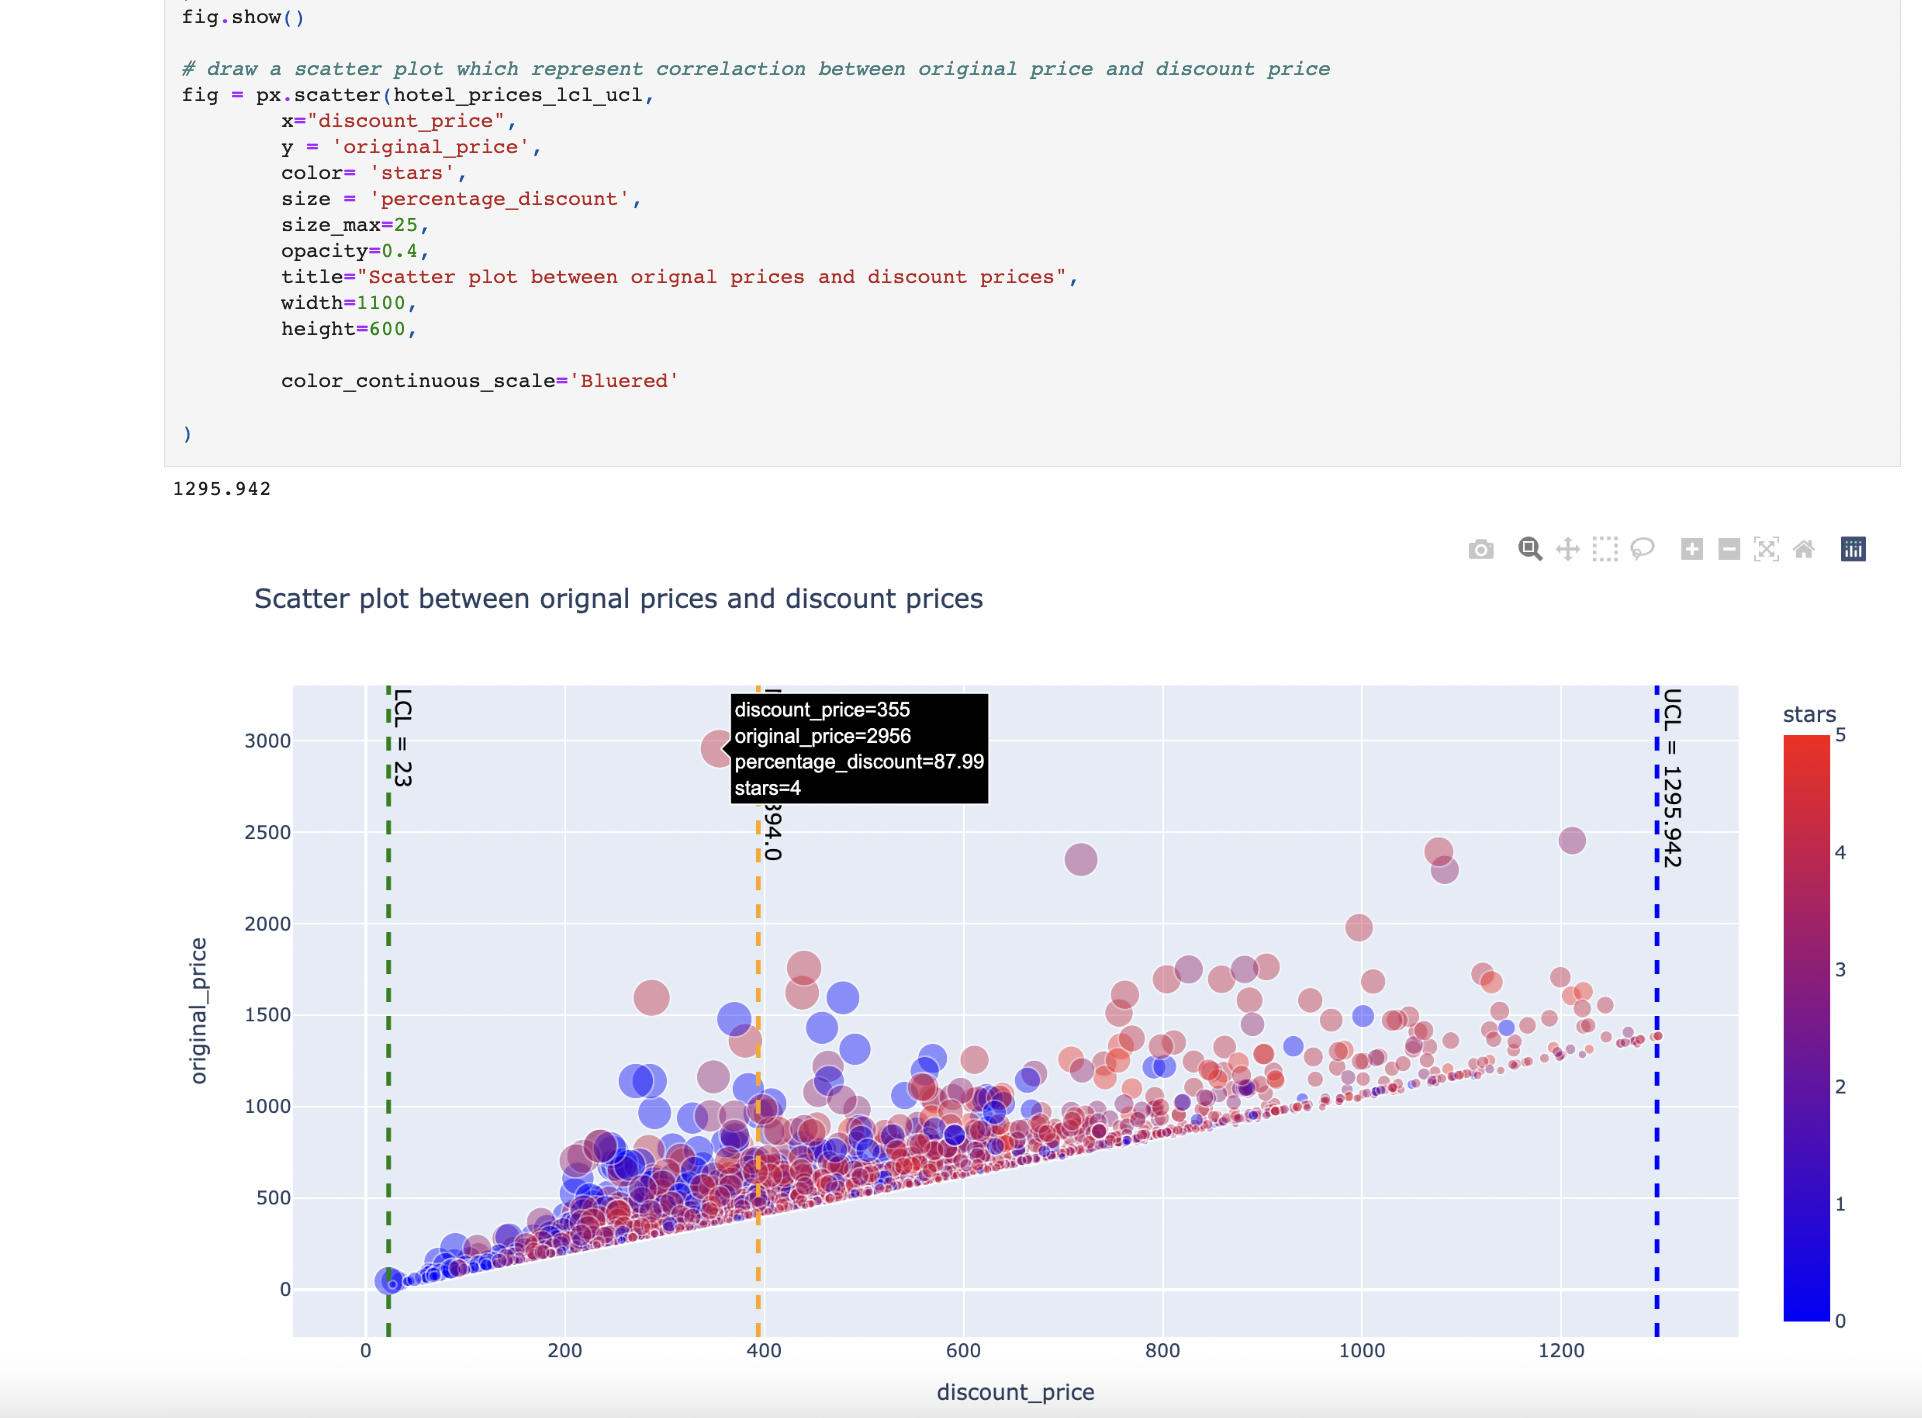 fig.show()
# draw a scatter plot which represent correlaction between original price and discount price
fig = px.scatter(hotel_prices_lcl_ucl,
x="discount_price",
y = 'original_price',
color= 'stars',
size = 'percentage_discount',
size_max=25,
opacity=0.4,
title="Scatter plot between orignal prices and discount prices",
width=1100,
height=600,
color_continuous_scale='Bluered'
)
1295.942
Scatter plot between orignal prices and discount prices
LCL = 23
discount_price=355
original_price=2956
percentage_discount=87.99
stars=4
394.0
UCL = 1295.942
stars
5
4
3
2
1
0
original_price
3000
2500
2000
1500
1000
500
0
0
200
400
600
800
1000
1200
discount_price